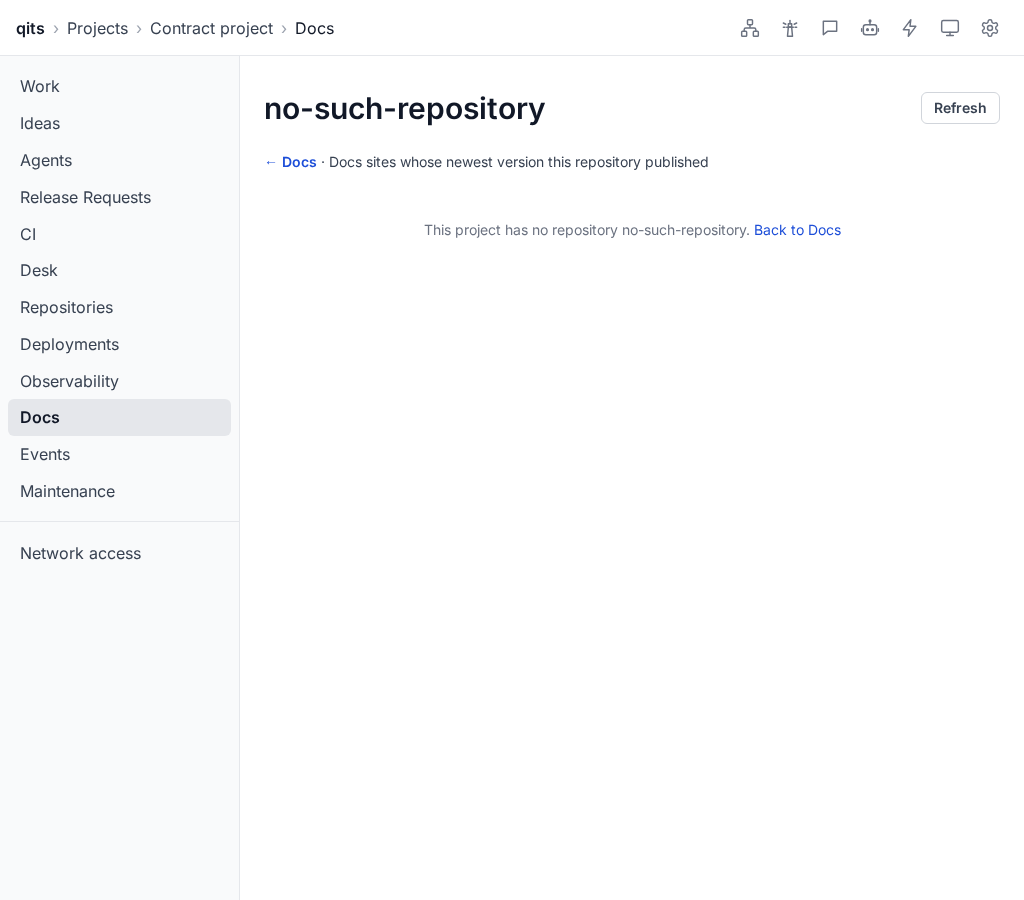 qits › Projects › Contract project › Docs
Work
Ideas
Agents
Release Requests
CI
Desk
Repositories
Deployments
Observability
Docs
Events
Maintenance
Network access
no-such-repository
Refresh
← Docs · Docs sites whose newest version this repository published
This project has no repository no-such-repository. Back to Docs